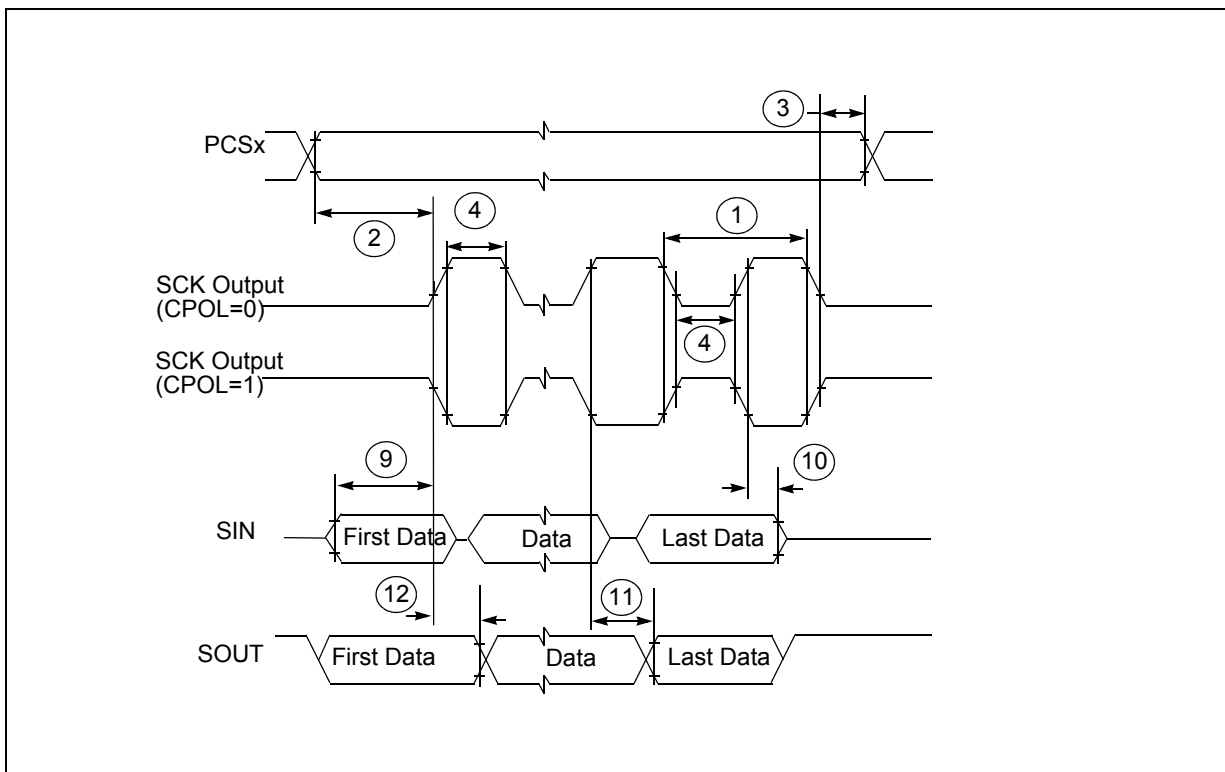 3
PCSx
2
4
1
SCK Output
(CPOL=0)
4
SCK Output
(CPOL=1)
9
10
SIN
First Data
Data
Last Data
12
11
SOUT
First Data
Data
Last Data